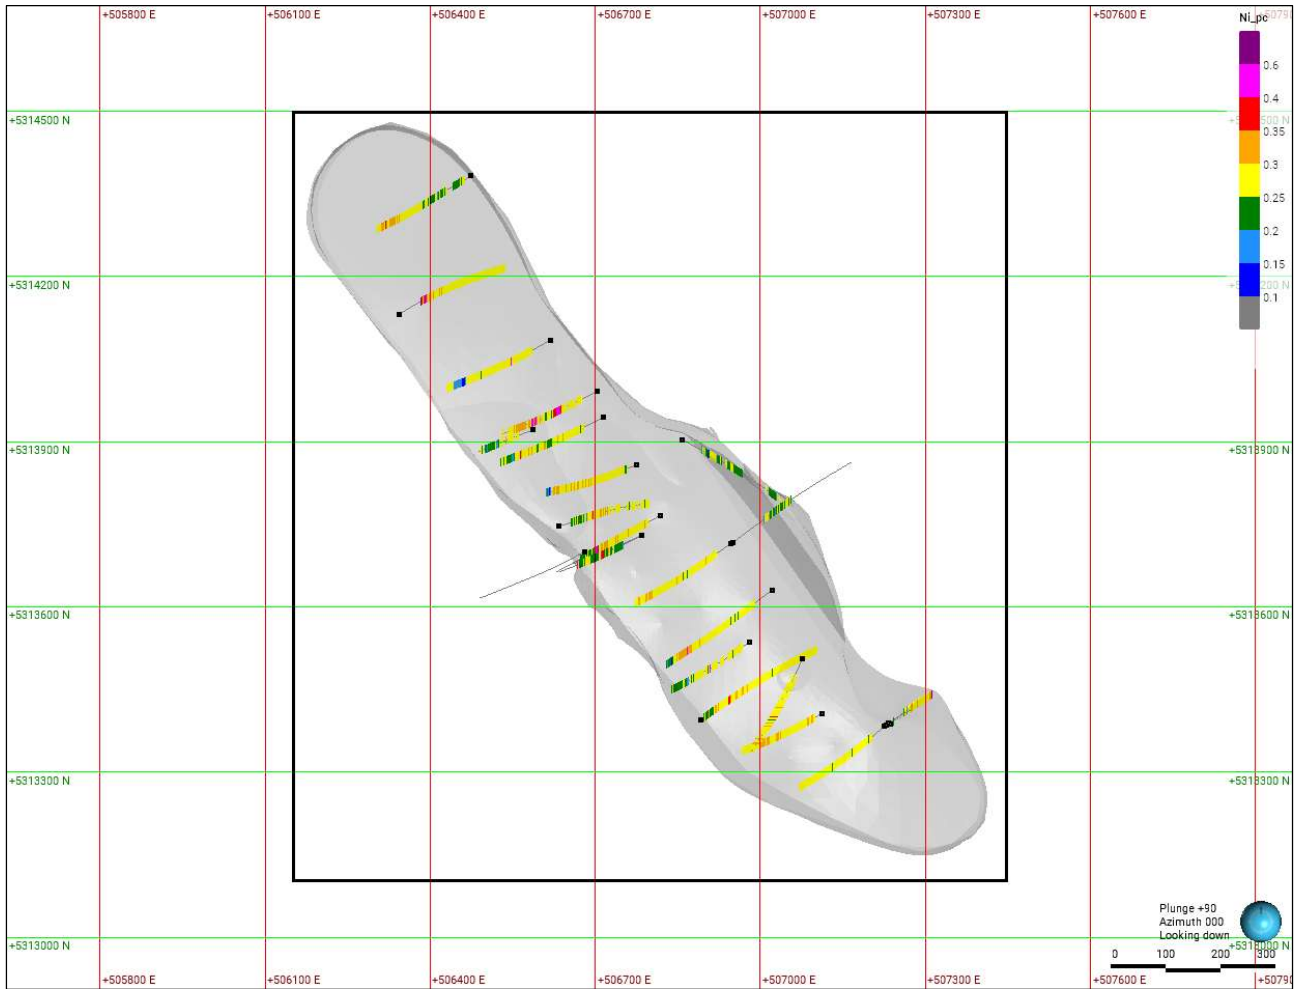 +505800 E +506100 E +506400 E +506700 E +507000 E +507300 E +507600 E
Ni_pc
0.6
0.4
0.35
0.3
0.25
0.2
0.15
0.1
+5314500 N
+5314200 N
+5313900 N +5313900 N
+5313600 N +5313600 N
+5313300 N +5313300 N
Plunge +90
Azimuth 000
Looking down
+5313000 N
0 100 200 300
+505800 E +506100 E +506400 E +506700 E +507000 E +507300 E +507600 E